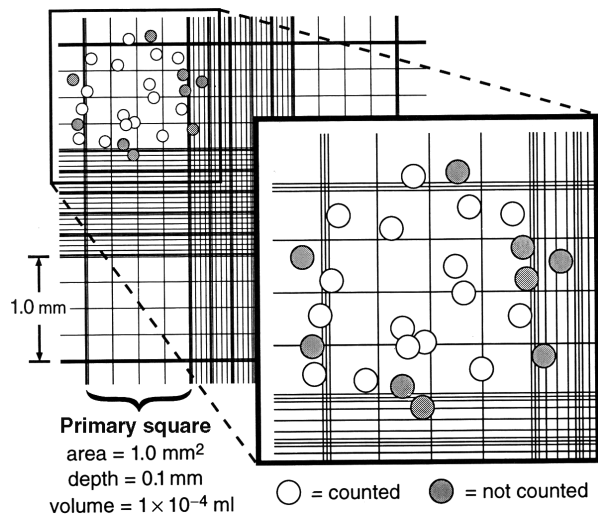 1.0 mm
Primary square
area = 1.0 mm²
depth = 0.1 mm
volume = 1 × 10⁻⁴ ml
= counted
= not counted